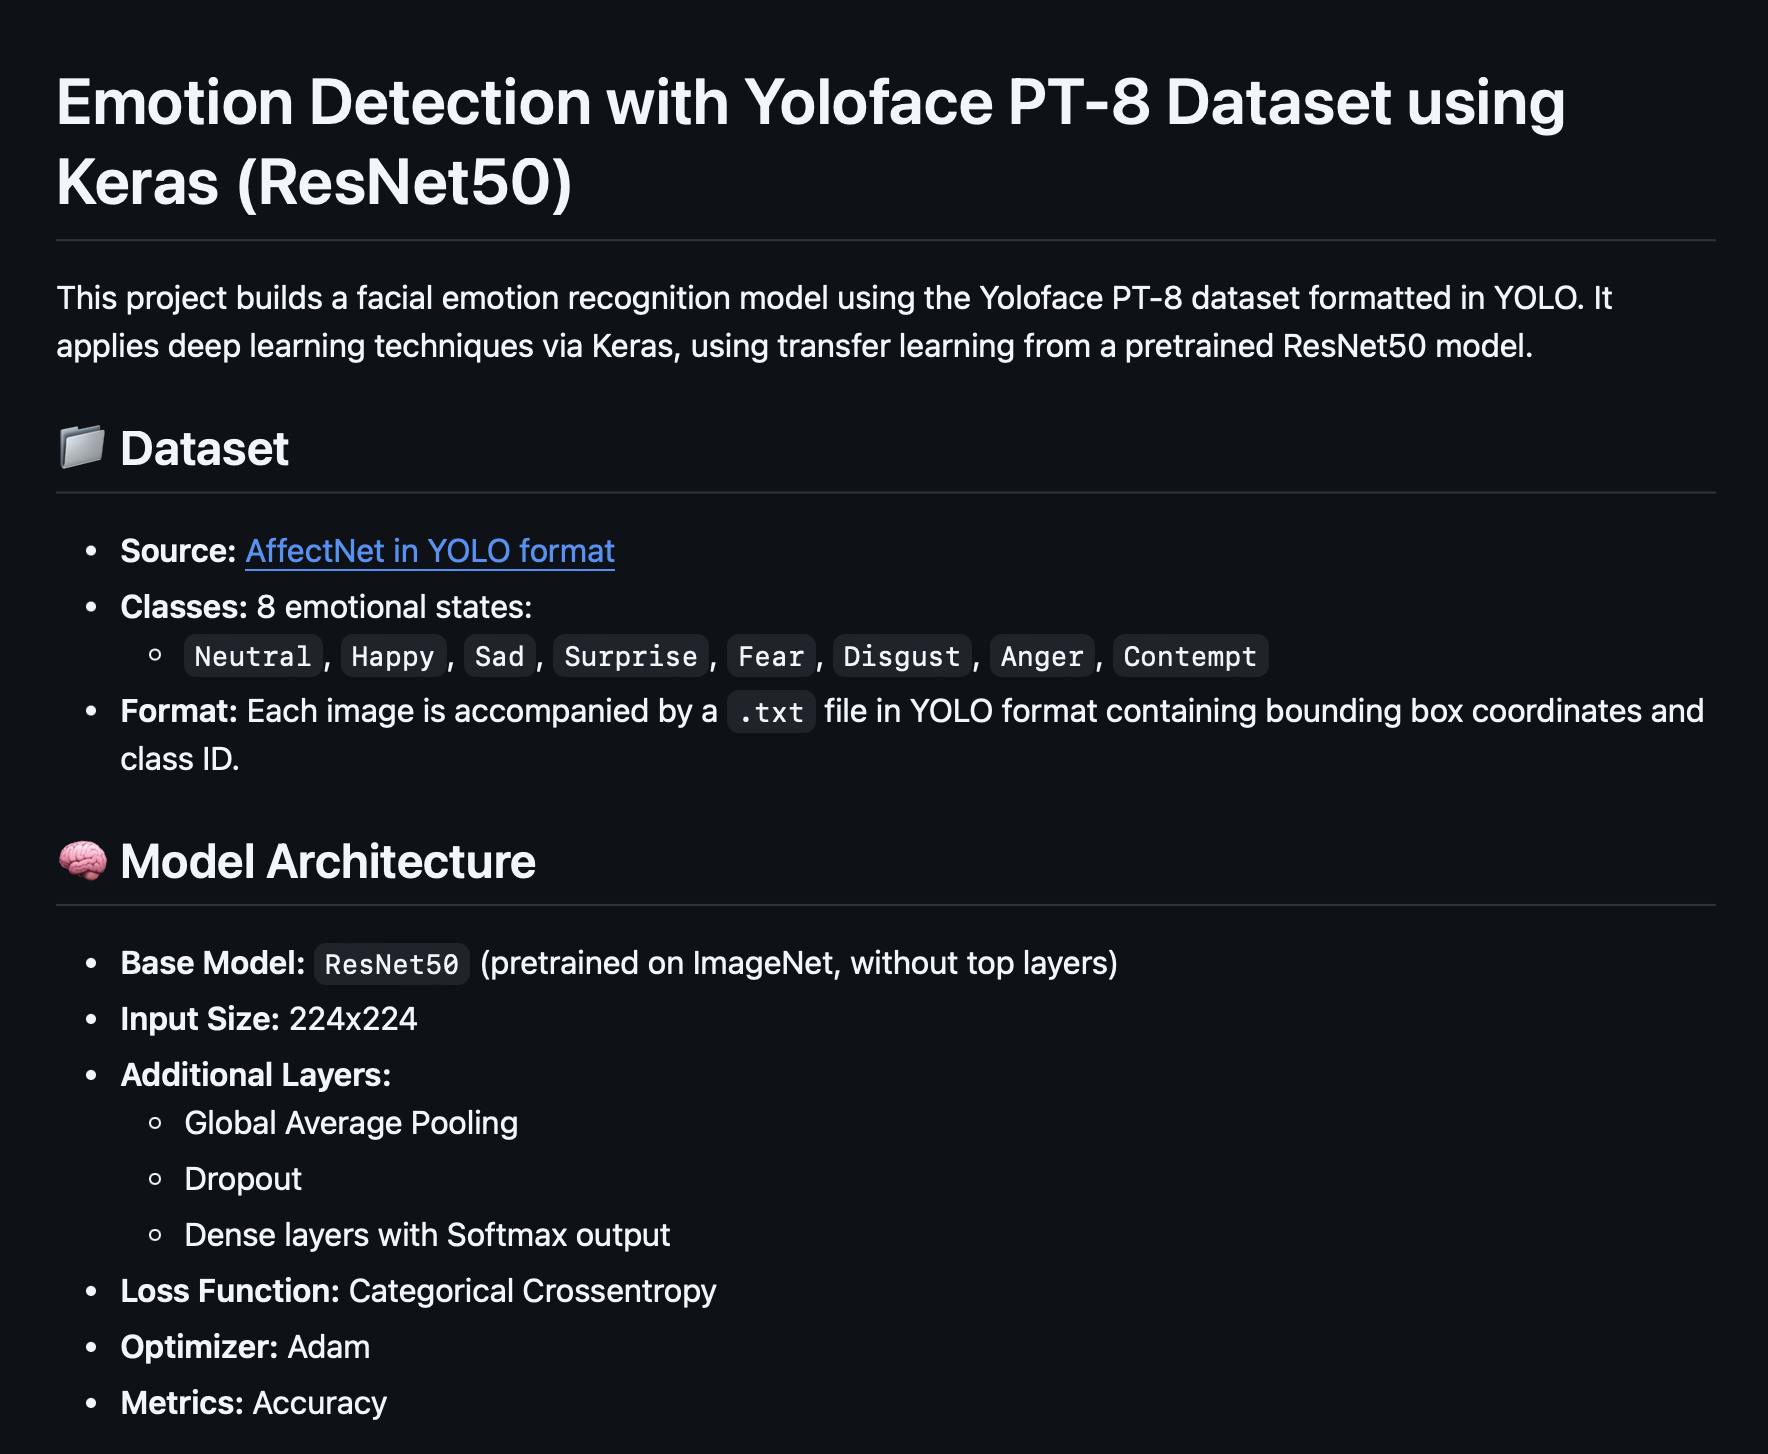 Emotion Detection with Yoloface PT-8 Dataset using
Keras (ResNet50)
This project builds a facial emotion recognition model using the Yoloface PT-8 dataset formatted in YOLO. It
applies deep learning techniques via Keras, using transfer learning from a pretrained ResNet50 model.
Dataset
Source: AffectNet in YOLO format
Classes: 8 emotional states:
Neutral, Happy, Sad, Surprise, Fear, Disgust, Anger, Contempt
Format: Each image is accompanied by a .txt file in YOLO format containing bounding box coordinates and
class ID.
Model Architecture
Base Model: ResNet50 (pretrained on ImageNet, without top layers)
Input Size: 224x224
Additional Layers:
Global Average Pooling
Dropout
Dense layers with Softmax output
Loss Function: Categorical Crossentropy
Optimizer: Adam
Metrics: Accuracy